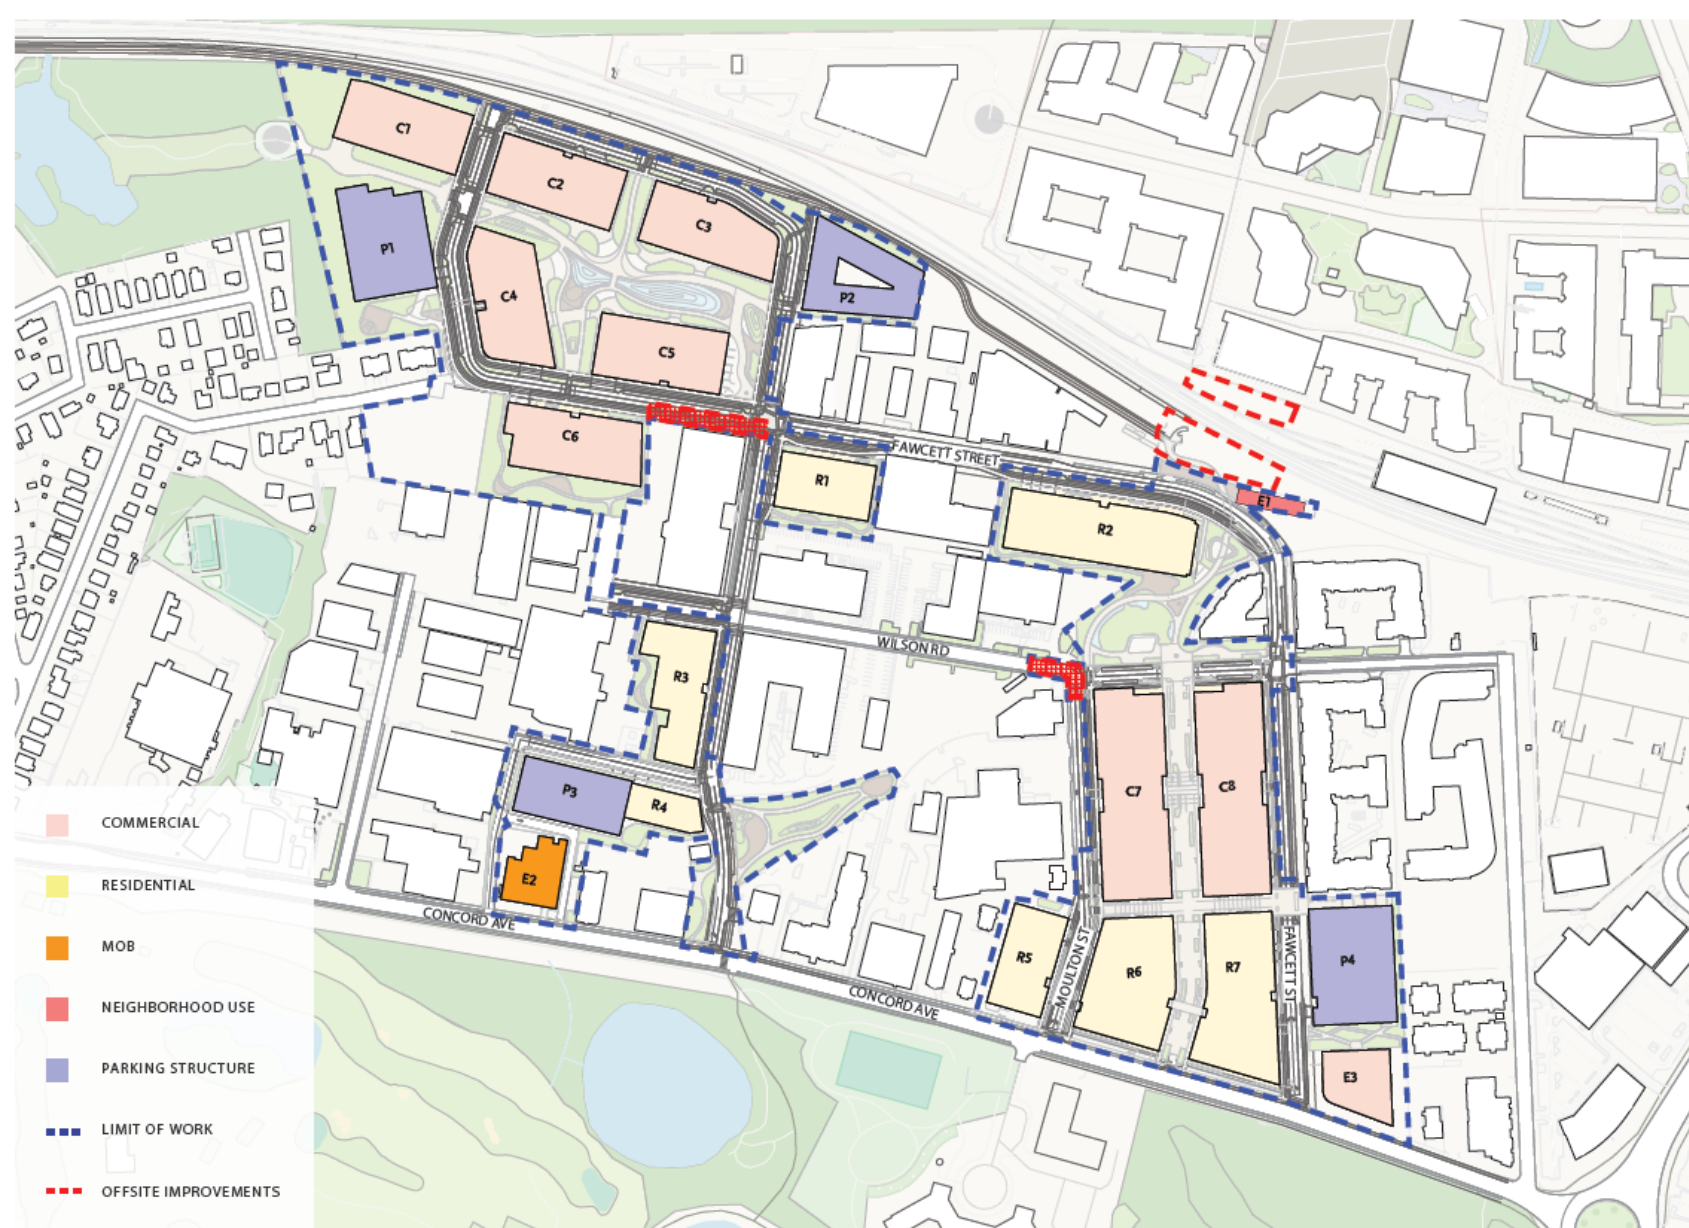 C1
C2
C3
P1
C4
P2
C5
C6
FAWCETT STREET
R1
E1
R2
WILSON RD
R3
C7
C8
P3
R4
E2
CONCORD AVE
R5
MOULTON ST
R6
R7
FAWCETT ST
P4
CONCORD AVE
E3
COMMERCIAL
RESIDENTIAL
MOB
NEIGHBORHOOD USE
PARKING STRUCTURE
LIMIT OF WORK
OFFSITE IMPROVEMENTS